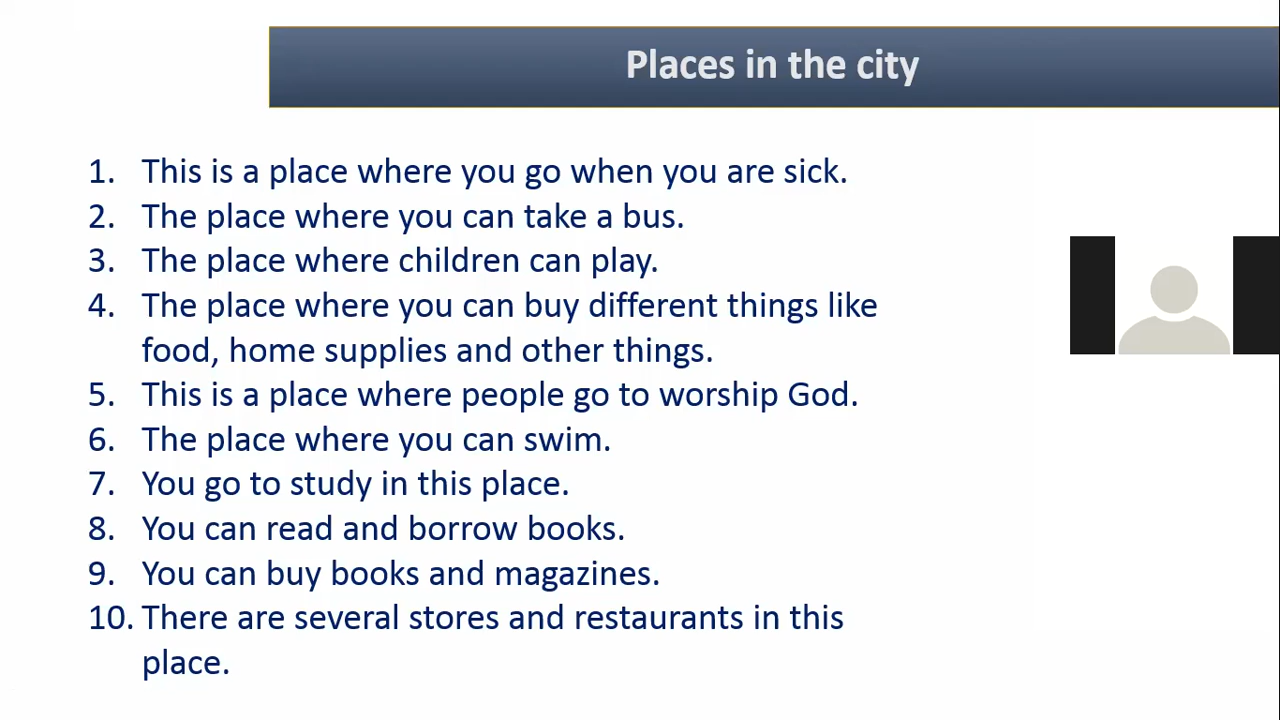 Places in the city
1. This is a place where you go when you are sick.
2. The place where you can take a bus.
3. The place where children can play.
4. The place where you can buy different things like
food, home supplies and other things.
5. This is a place where people go to worship God.
6. The place where you can swim.
7. You go to study in this place.
8. You can read and borrow books.
9. You can buy books and magazines.
10. There are several stores and restaurants in this
place.